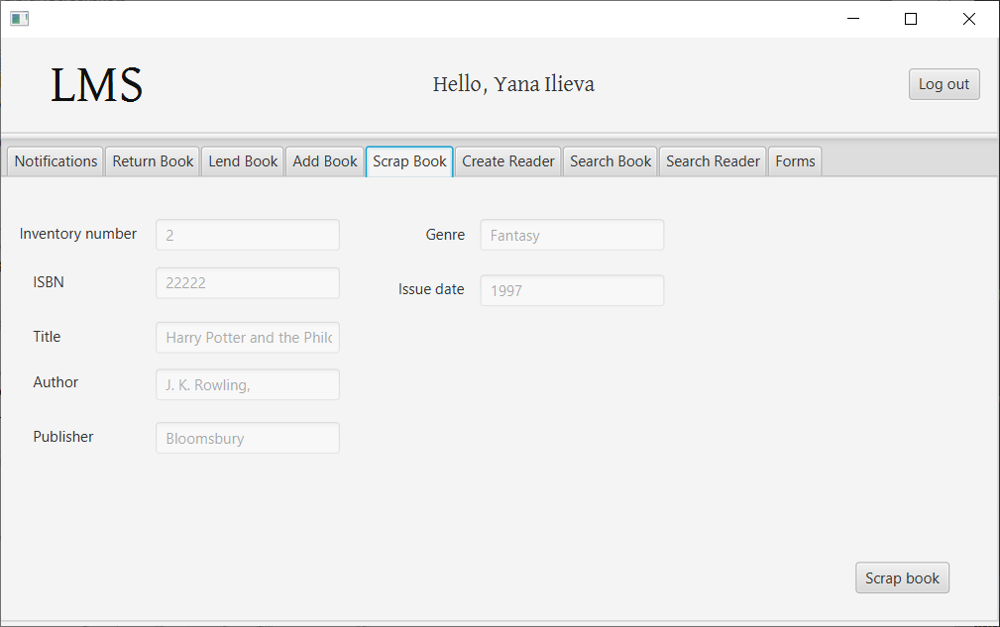 LMS
Hello, Yana Ilieva
Log out
Notifications Return Book Lend Book Add Book Scrap Book Create Reader Search Book Search Reader Forms
Inventory number 2
Genre Fantasy
ISBN 22222
Issue date 1997
Title Harry Potter and the Philo
Author J. K. Rowling,
Publisher Bloomsbury
Scrap book